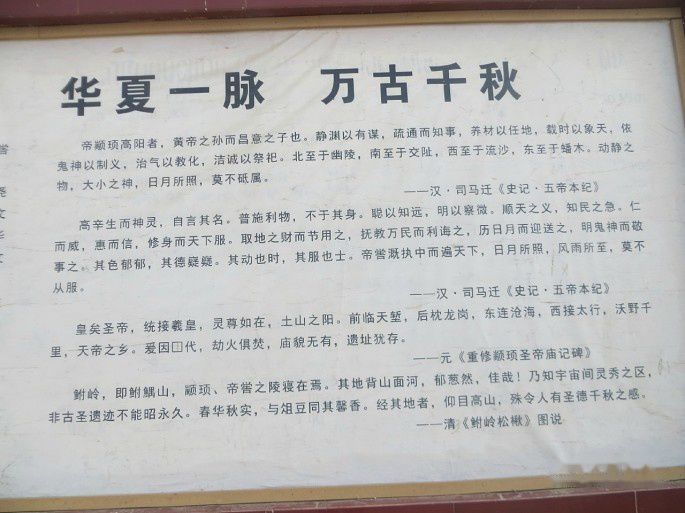 华夏一脉 万古千秋
帝颛顼高阳者，黄帝之孙而昌意之子也。静渊以有谋，疏通而知事，养材以任地，载时以象天，依
鬼神以制义，治气以教化，洁诚以祭祀。北至于幽陵，南至于交阯，西至于流沙，东至于蟠木。动静之
物，大小之神，日月所照，莫不砥属。
——汉·司马迁《史记·五帝本纪》
高辛生而神灵，自言其名。普施利物，不于其身。聪以知远，明以察微。顺天之义，知民之急。仁
而威，惠而信，修身而天下服。取地之财而节用之，抚教万民而利诲之，历日月而迎送之，明鬼神而敬
事之。其色郁郁，其德嶷嶷。其动也时，其服也士。帝喾溉执中而遍天下，日月所照，风雨所至，莫不
从服。
——汉·司马迁《史记·五帝本纪》
皇矣圣帝，统接羲皇，灵尊如在，土山之阳。前临天堑，后枕龙岗，东连沧海，西接太行，沃野千
里，天帝之乡。爰因代，劫火俱焚，庙貌无有，遗址犹存。
——元《重修颛顼圣帝庙记碑》
鲋岭，即鲋鰅山，颛顼、帝喾之陵寝在焉。其地背山面河，郁葱然，佳哉！乃知宇宙间灵秀之区，
非古圣遗迹不能昭永久。春华秋实，与俎豆同其馨香。经其地者，仰目高山，殊令人有圣德千秋之感。
——清《鲋岭松楸》图说
喾
尧
文
华
文